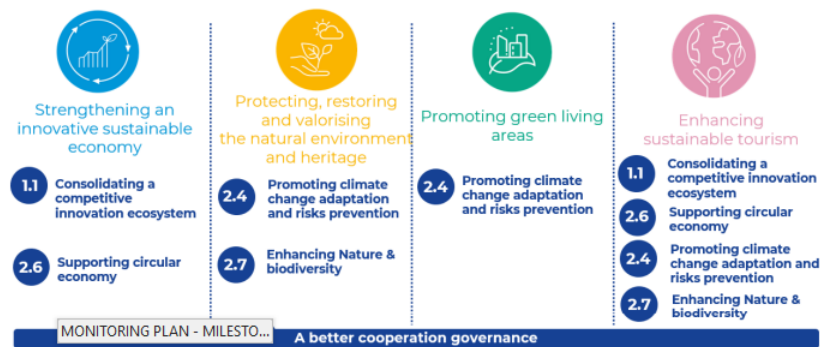 Strengthening an
innovative sustainable
economy
1.1
Consolidating a
competitive
innovation ecosystem
2.6
Supporting circular
economy
Protecting, restoring
and valorising
the natural environment
and heritage
2.4
Promoting climate
change adaptation
and risks prevention
2.7
Enhancing Nature &
biodiversity
Promoting green living
areas
2.4
Promoting climate
change adaptation
and risks prevention
Enhancing
sustainable tourism
1.1
Consolidating a
competitive innovation
ecosystem
2.6
Supporting circular
economy
2.4
Promoting climate
change adaptation and
risks prevention
2.7
Enhancing Nature &
biodiversity
MONITORING PLAN - MILESTO...
A better cooperation governance